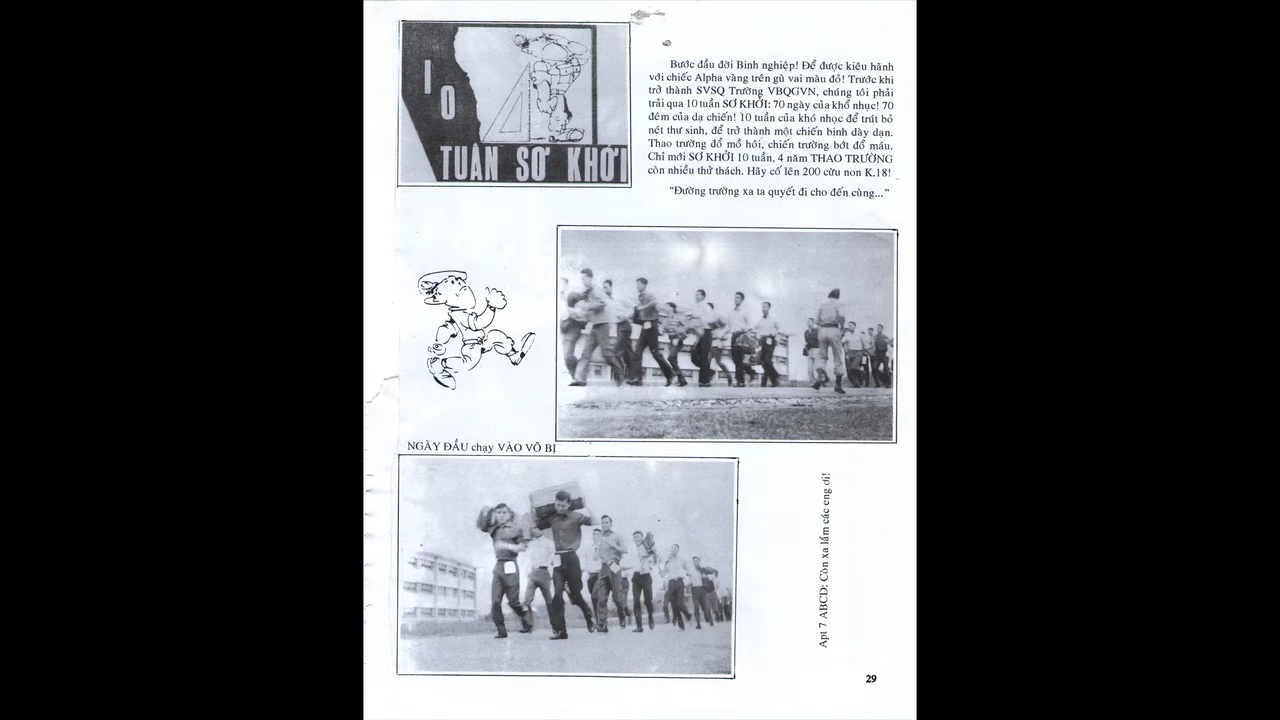 10
TUẦN SƠ KHỞI
Bước đầu đời Binh nghiệp! Để được kiêu hãnh
với chiếc Alpha vàng trên gù vai màu đỏ! Trước khi
trở thành SVSQ Trường VBQGVN, chúng tôi phải
trải qua 10 tuần SƠ KHỞI: 70 ngày của khổ nhục! 70
đêm của dạ chiến! 10 tuần của khó nhọc để trút bỏ
nét thư sinh, để trở thành một chiến binh dày dạn.
Thao trường đổ mồ hôi, chiến trường bớt đổ máu.
Chỉ mới SƠ KHỞI 10 tuần, 4 năm THAO TRƯỜNG
còn nhiều thử thách. Hãy cố lên 200 cừu non K.18!
“Đường trường xa ta quyết đi cho đến cùng...”
NGÀY ĐẦU chạy VÀO VÕ BỊ
Apt 7 ABCD: Còn xa lắm các eng ơi!
29